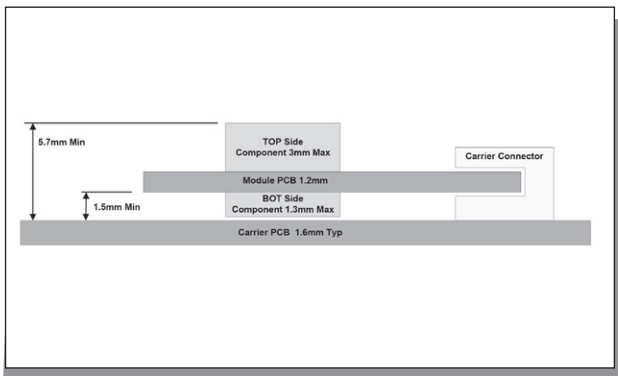 5.7mm Min
TOP Side
Component 3mm Max
Carrier Connector
Module PCB 1.2mm
1.5mm Min
BOT Side
Component 1.3mm Max
Carrier PCB 1.6mm Typ